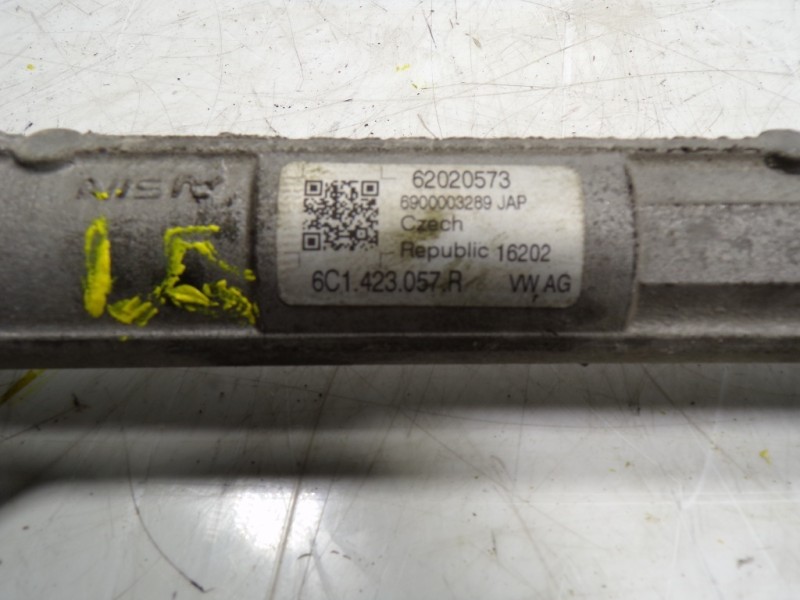 62020573
6900003289 JAP
Czech
Republic 16202
6C1.423.057.R VW AG